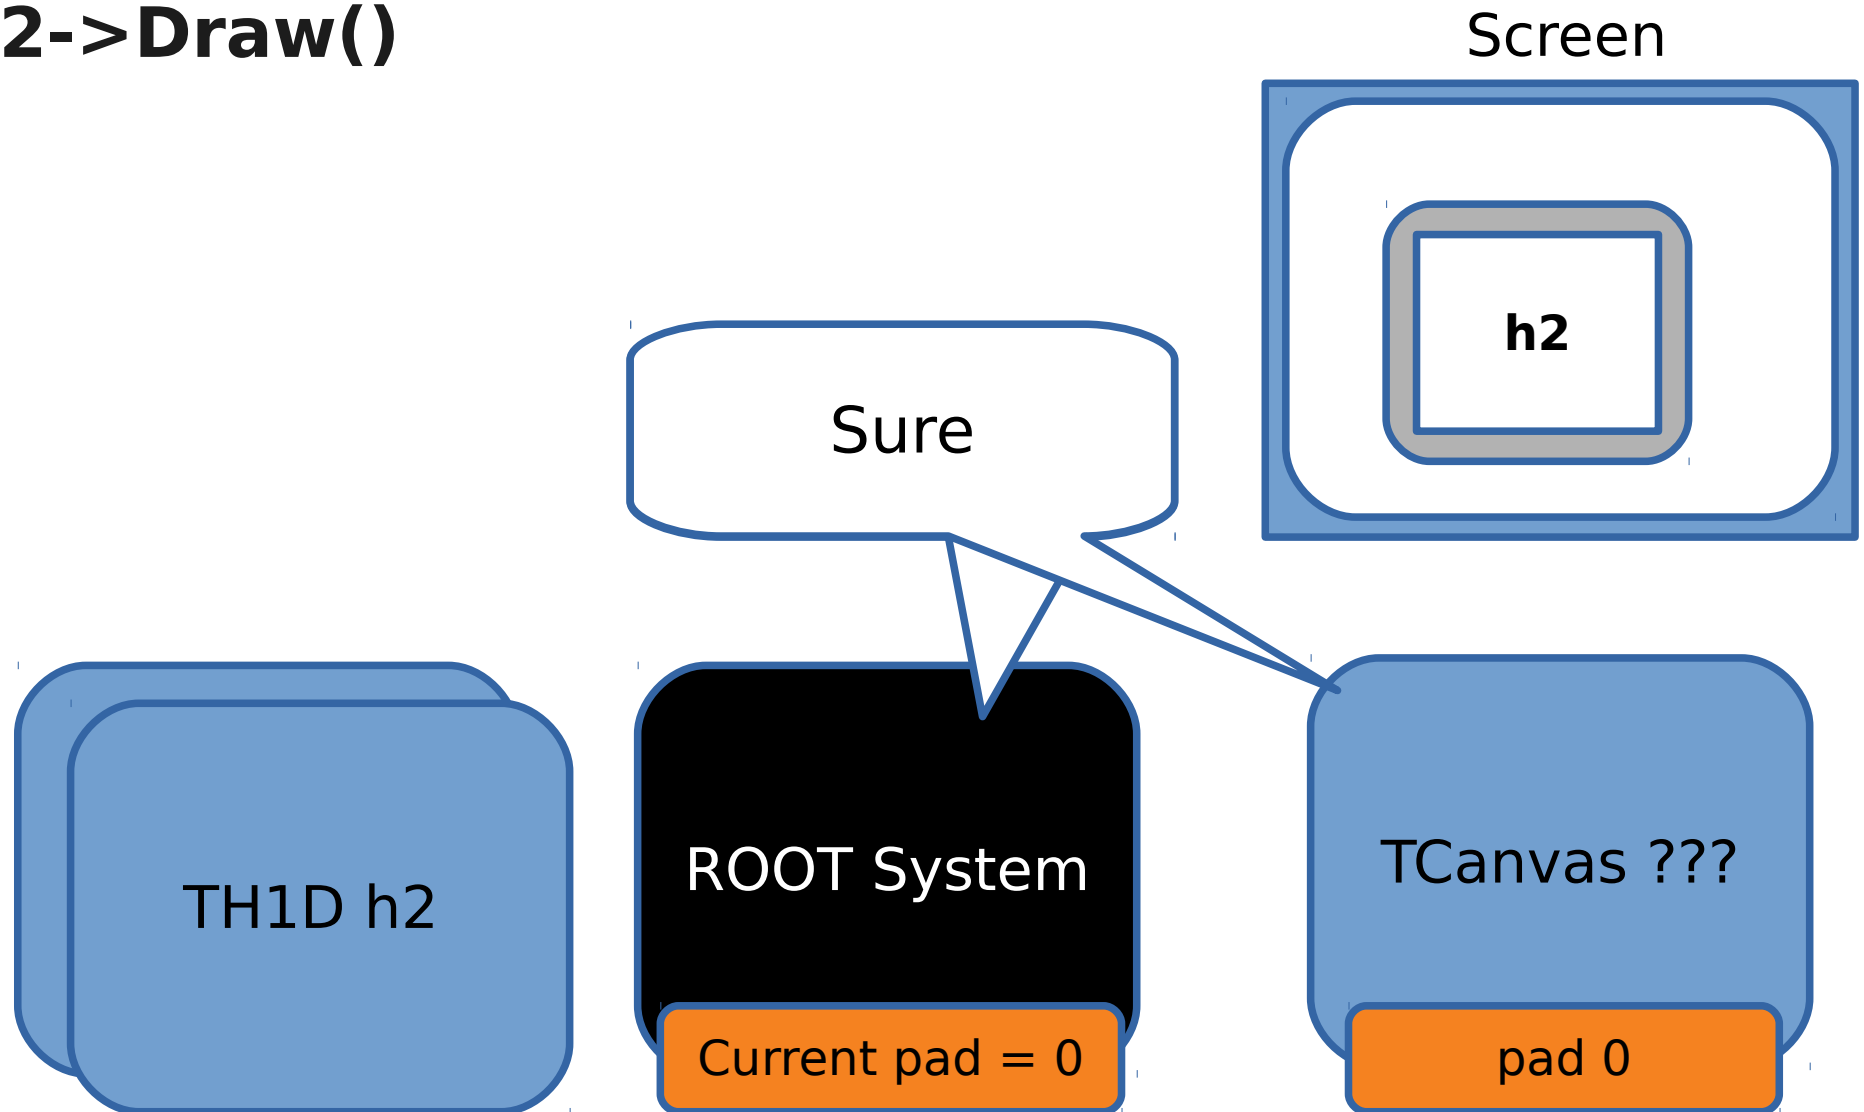 2->Draw()
Screen
h2
Sure
TH1D h2
ROOT System
TCanvas ???
Current pad = 0
pad 0